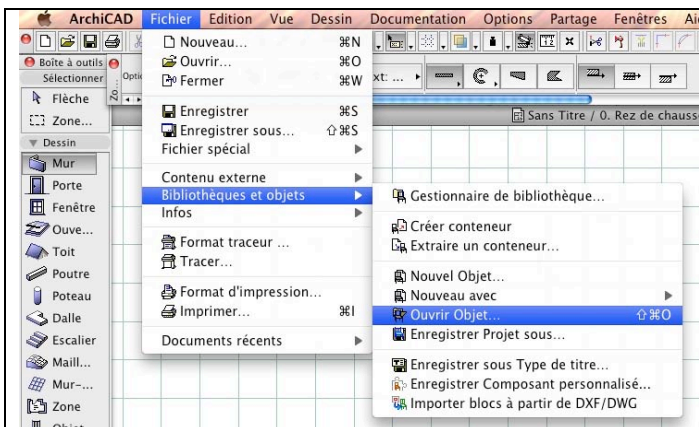 ArchiCAD Fichier Edition Vue Dessin Documentation Options Partage Fenêtres
Boîte à outils
Sélectionner
Flèche
Zone...
Dessin
Mur
Porte
Fenêtre
Ouve...
Toit
Poutre
Poteau
Dalle
Escalier
Maill...
Mur-...
Zone
Zo...
xt: ...
Sans Titre / 0. Rez de chauss
Nouveau... ⌘N
Ouvrir... ⌘O
Fermer ⌘W
Enregistrer ⌘S
Enregistrer sous... ⇧⌘S
Fichier spécial
Contenu externe
Bibliothèques et objets
Infos
Format traceur ...
Tracer...
Format d'impression...
Imprimer... ⌘I
Documents récents
Gestionnaire de bibliothèque...
Créer conteneur
Extraire un conteneur...
Nouvel Objet...
Nouveau avec
Ouvrir Objet... ⇧⌘O
Enregistrer Projet sous...
Enregistrer sous Type de titre...
Enregistrer Composant personnalisé...
Importer blocs à partir de DXF/DWG